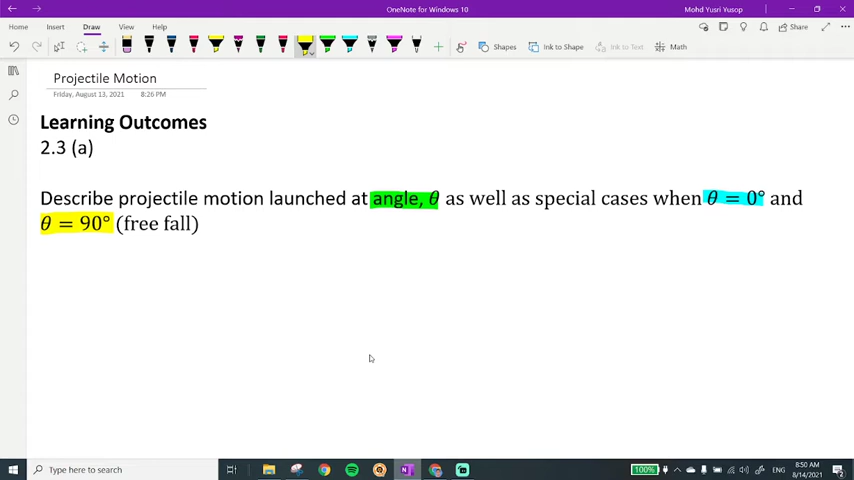 OneNote for Windows 10
Mohd Yusri Yusop
Home Insert Draw View Help
Share
Shapes Ink to Shape Ink to Text Math
Projectile Motion
Friday, August 13, 2021 8:26 PM
Learning Outcomes
2.3 (a)
Describe projectile motion launched at angle, θ as well as special cases when θ = 0° and
θ = 90° (free fall)
Type here to search
100%
ENG
8:50 AM
8/14/2021
2